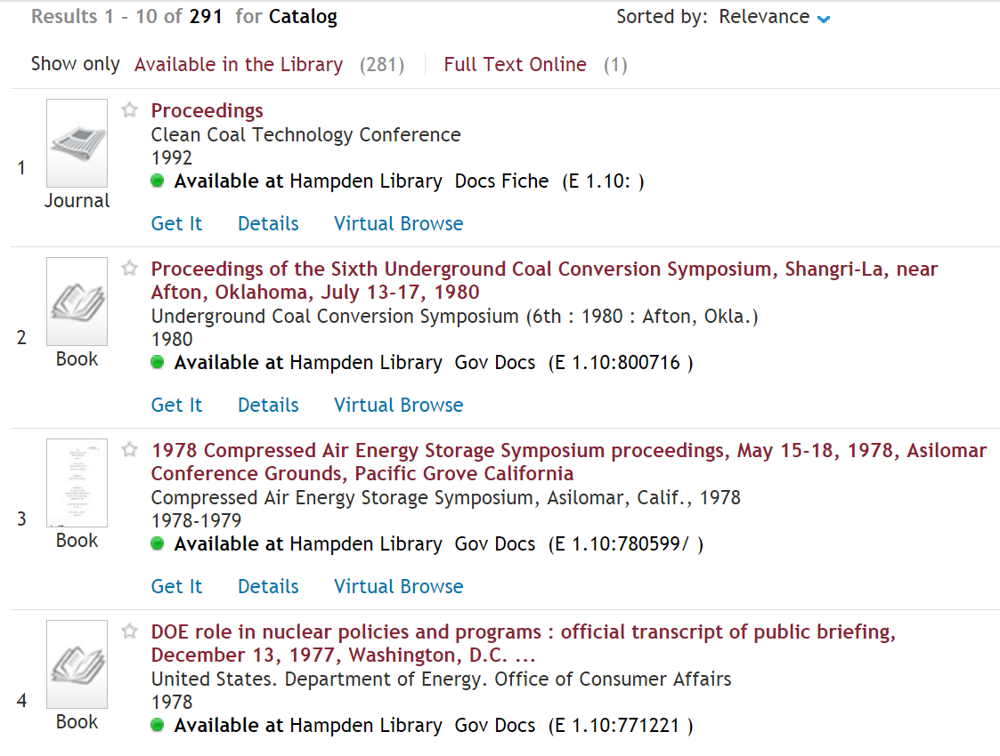 Results 1 - 10 of 291 for Catalog
Sorted by: Relevance
Show only Available in the Library (281) Full Text Online (1)
1
Journal
Proceedings
Clean Coal Technology Conference
1992
Available at Hampden Library Docs Fiche (E 1.10: )
Get It Details Virtual Browse
2
Book
Proceedings of the Sixth Underground Coal Conversion Symposium, Shangri-La, near
Afton, Oklahoma, July 13-17, 1980
Underground Coal Conversion Symposium (6th : 1980 : Afton, Okla.)
1980
Available at Hampden Library Gov Docs (E 1.10:800716 )
Get It Details Virtual Browse
3
Book
1978 Compressed Air Energy Storage Symposium proceedings, May 15-18, 1978, Asilomar
Conference Grounds, Pacific Grove California
Compressed Air Energy Storage Symposium, Asilomar, Calif., 1978
1978-1979
Available at Hampden Library Gov Docs (E 1.10:780599/ )
Get It Details Virtual Browse
4
Book
DOE role in nuclear policies and programs : official transcript of public briefing,
December 13, 1977, Washington, D.C. ...
United States. Department of Energy. Office of Consumer Affairs
1978
Available at Hampden Library Gov Docs (E 1.10:771221 )